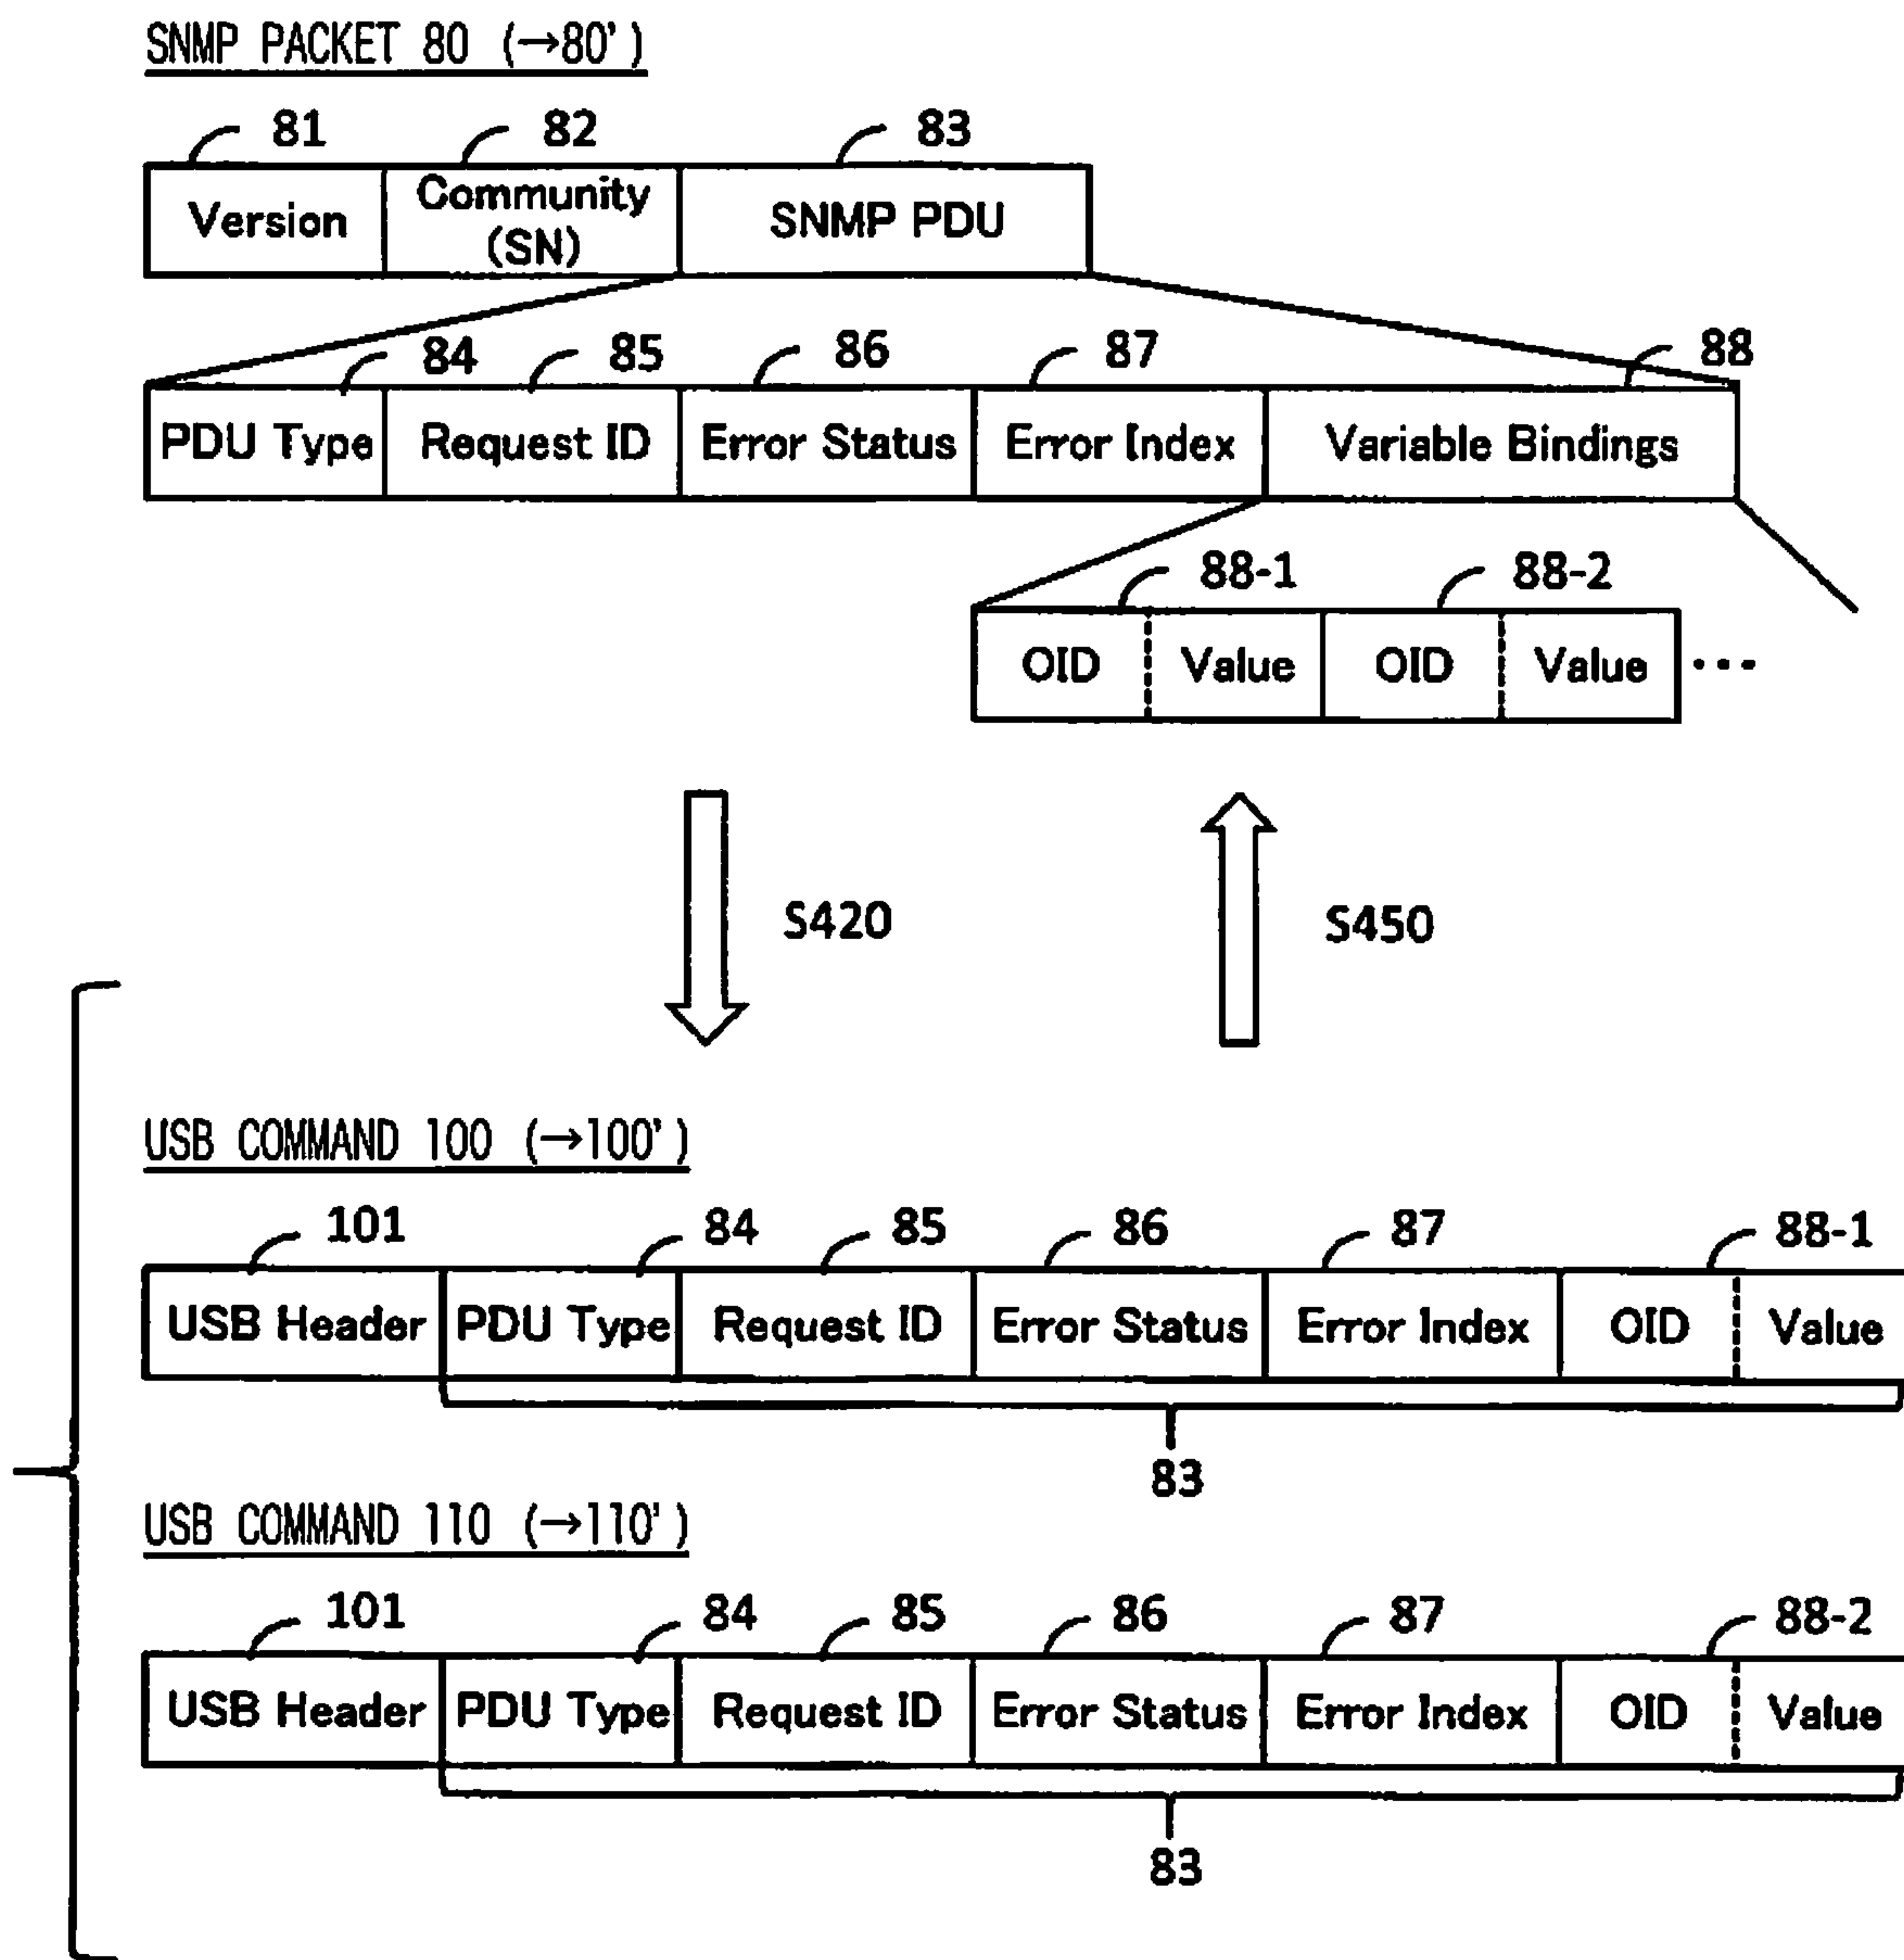 SNMP PACKET 80 (→80')
81 82 83
Version Community (SN) SNMP PDU
84 85 86 87 88
PDU Type Request ID Error Status Error Index Variable Bindings
88-1 88-2
OID Value OID Value ...
S420 S450
USB COMMAND 100 (→100')
101 84 85 86 87 88-1
USB Header PDU Type Request ID Error Status Error Index OID Value
83
USB COMMAND 110 (→110')
101 84 85 86 87 88-2
USB Header PDU Type Request ID Error Status Error Index OID Value
83